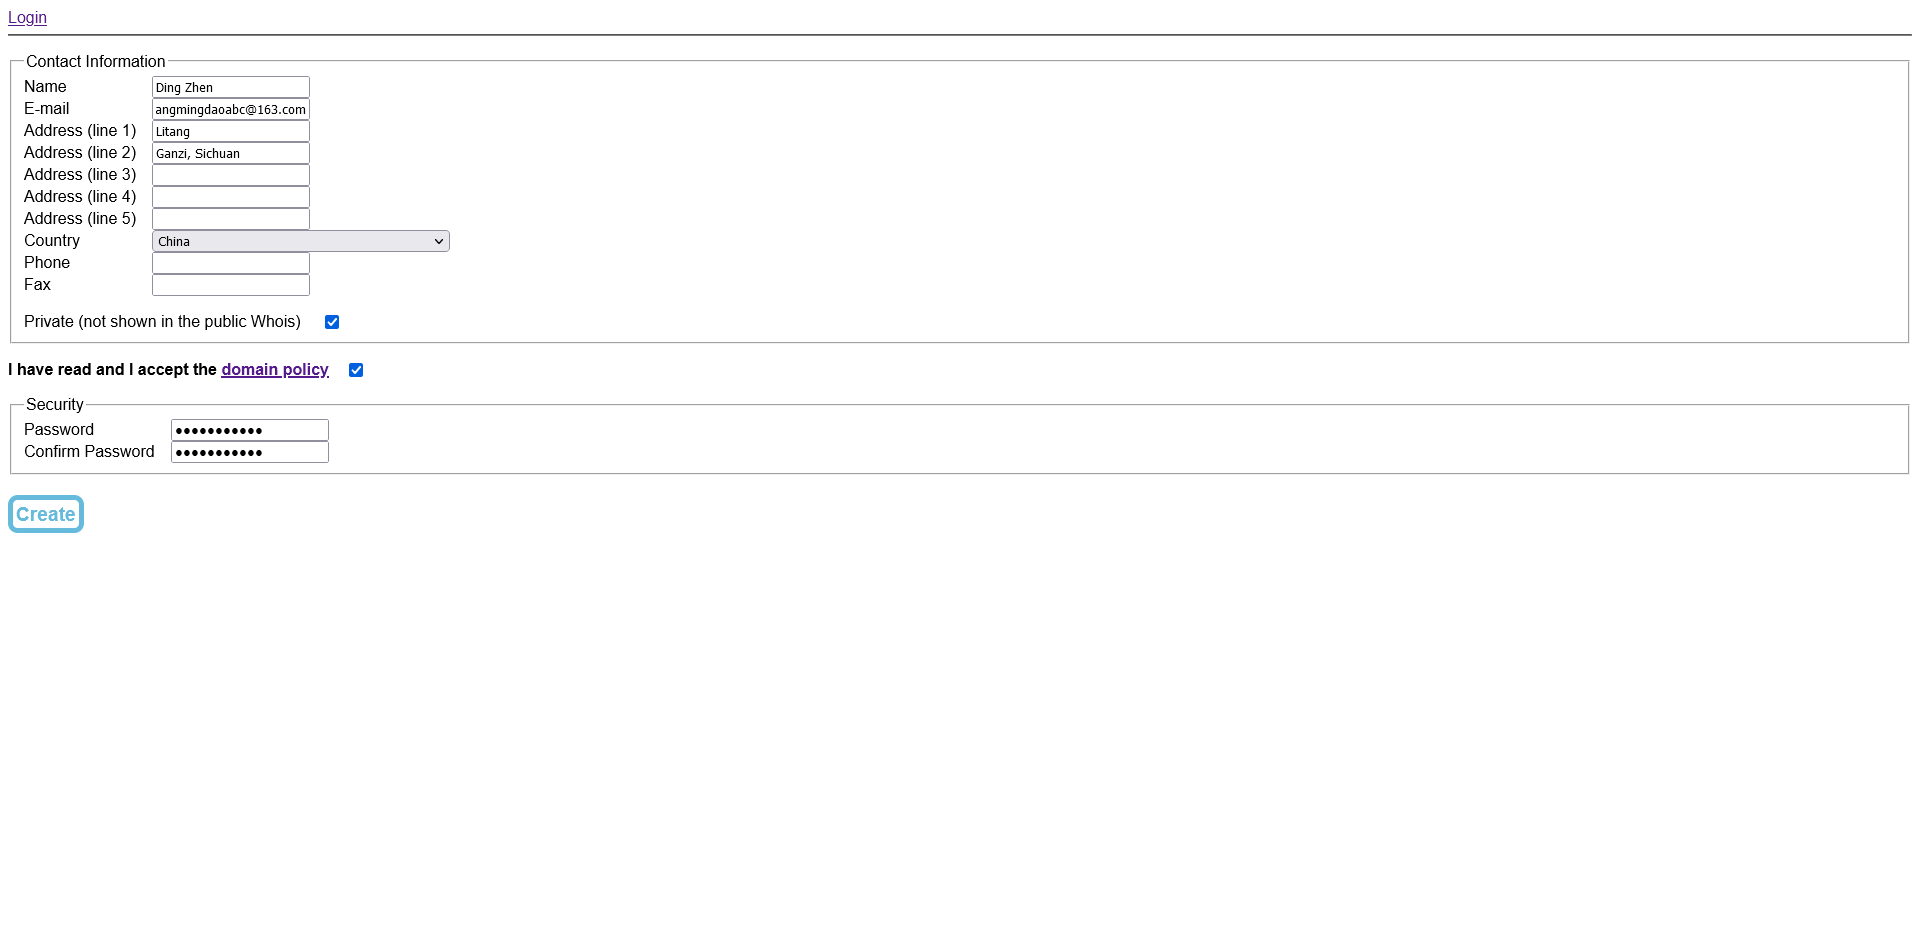 Login
Contact Information
Name Ding Zhen
E-mail angmingdaoabc@163.com
Address (line 1) Litang
Address (line 2) Ganzi, Sichuan
Address (line 3)
Address (line 4)
Address (line 5)
Country China
Phone
Fax
Private (not shown in the public Whois)
I have read and I accept the domain policy
Security
Password •••••••••••
Confirm Password •••••••••••
Create